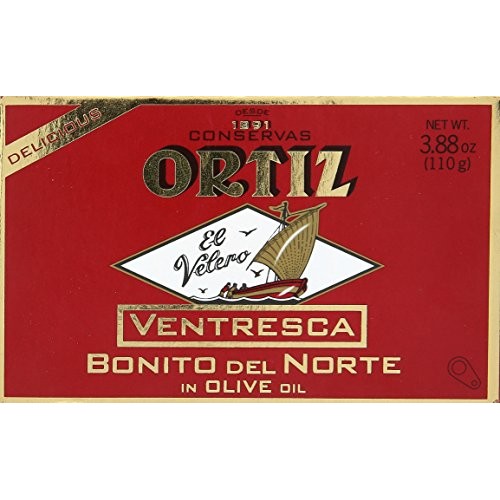 DELICIOUS
DESDE
1891
CONSERVAS
ORTIZ
NET WT.
3.88 oz
(110 g)
El
Velero
VENTRESCA
BONITO DEL NORTE
IN OLIVE OIL